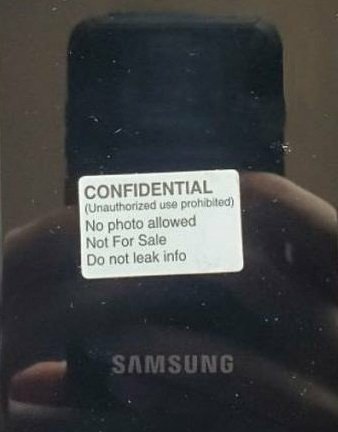 CONFIDENTIAL
(Unauthorized use prohibited)
No photo allowed
Not For Sale
Do not leak info
SAMSUNG